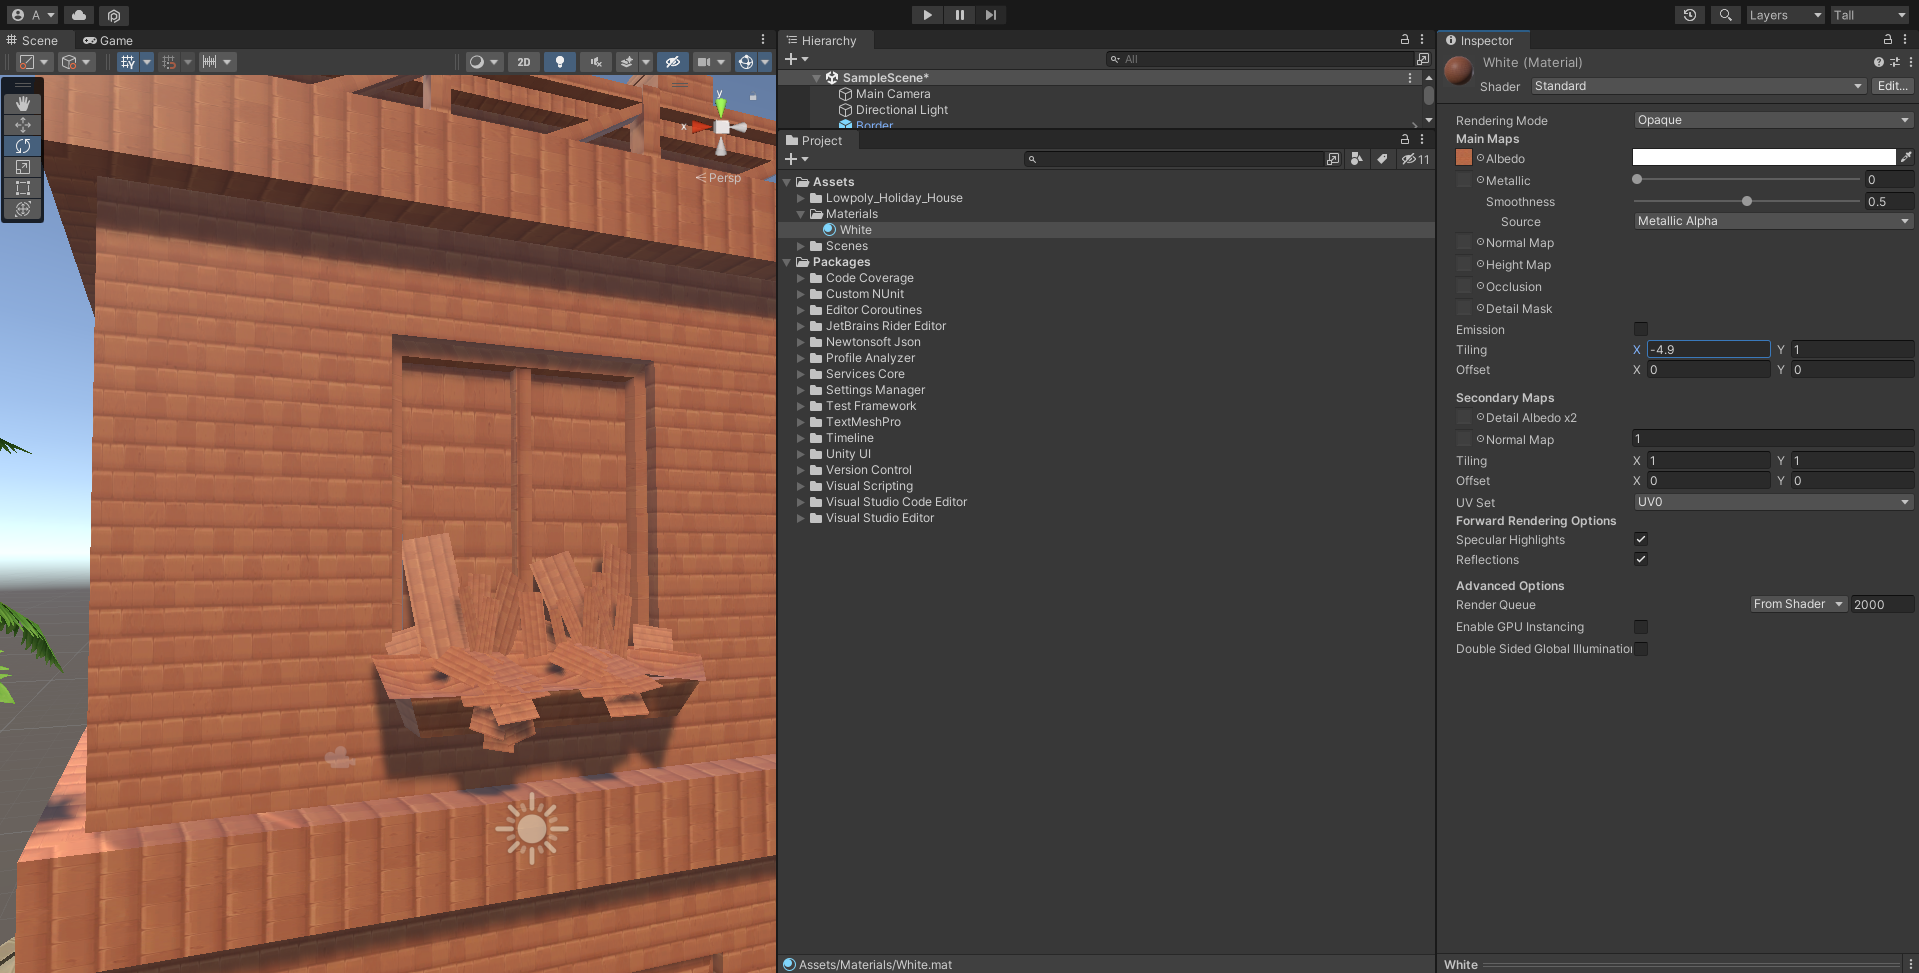 A
Layers
Tall
Scene
Game
2D
y
x
Persp
Hierarchy
All
SampleScene*
Main Camera
Directional Light
Border
Project
11
Assets
Lowpoly_Holiday_House
Materials
White
Scenes
Packages
Code Coverage
Custom NUnit
Editor Coroutines
JetBrains Rider Editor
Newtonsoft Json
Profile Analyzer
Services Core
Settings Manager
Test Framework
TextMeshPro
Timeline
Unity UI
Version Control
Visual Scripting
Visual Studio Code Editor
Visual Studio Editor
Assets/Materials/White.mat
Inspector
White (Material)
Shader Standard Edit...
Rendering Mode Opaque
Main Maps
Albedo
Metallic 0
Smoothness 0.5
Source Metallic Alpha
Normal Map
Height Map
Occlusion
Detail Mask
Emission
Tiling X -4.9 Y 1
Offset X 0 Y 0
Secondary Maps
Detail Albedo x2
Normal Map 1
Tiling X 1 Y 1
Offset X 0 Y 0
UV Set UV0
Forward Rendering Options
Specular Highlights
Reflections
Advanced Options
Render Queue From Shader 2000
Enable GPU Instancing
Double Sided Global Illumination
White